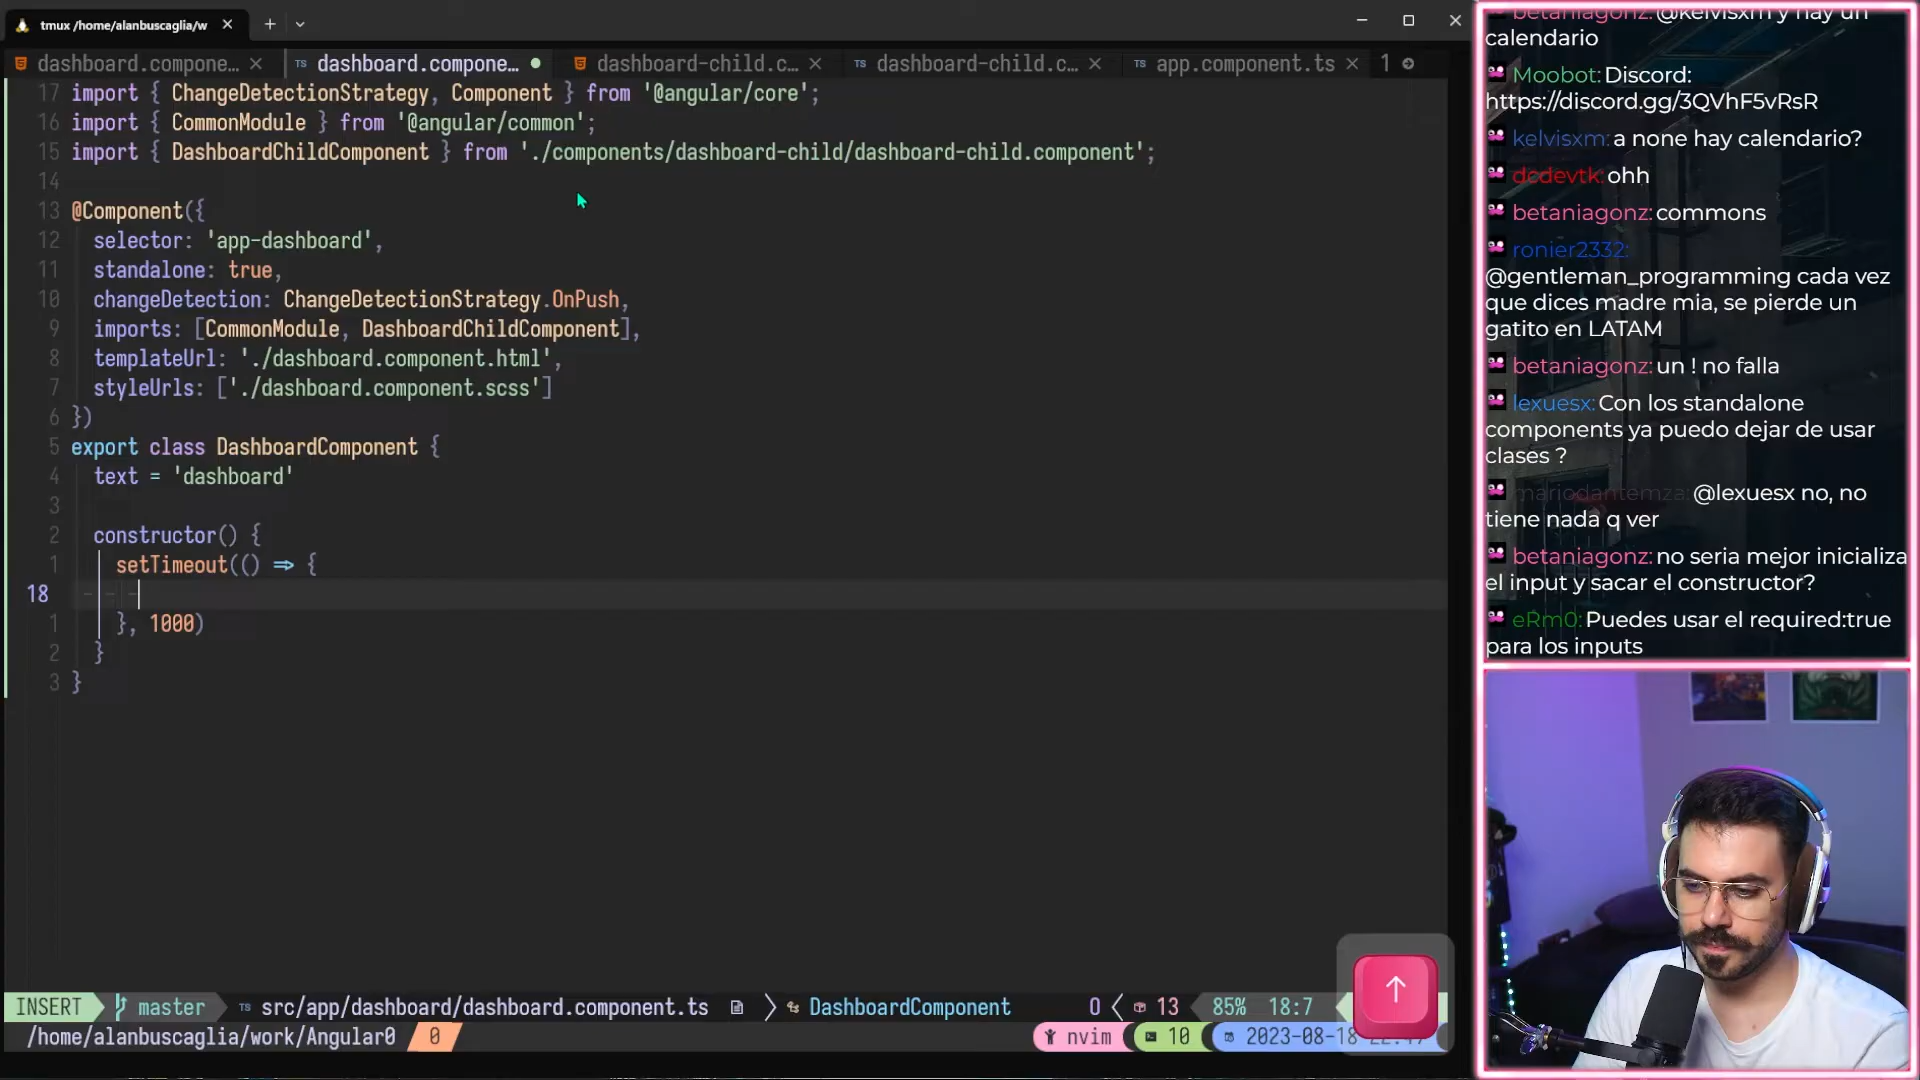 tmux /home/alanbuscaglia/w
dashboard.compone… dashboard.compone… dashboard-child.c… dashboard-child.c… app.component.ts 1
17 import { ChangeDetectionStrategy, Component } from '@angular/core';
16 import { CommonModule } from '@angular/common';
15 import { DashboardChildComponent } from './components/dashboard-child/dashboard-child.component';
14
13 @Component({
12 selector: 'app-dashboard',
11 standalone: true,
10 changeDetection: ChangeDetectionStrategy.OnPush,
9 imports: [CommonModule, DashboardChildComponent],
8 templateUrl: './dashboard.component.html',
7 styleUrls: ['./dashboard.component.scss']
6 })
5 export class DashboardComponent {
4 text = 'dashboard'
3
2 constructor() {
1 setTimeout(() => {
18
1 }, 1000)
2 }
3 }
INSERT master TS src/app/dashboard/dashboard.component.ts DashboardComponent 0 13 85% 18:7
/home/alanbuscaglia/work/Angular0 0 nvim 10 2023-08-18
betaniagonz: @kelvisxm y hay un
calendario
Moobot: Discord:
https://discord.gg/3QVhF5vRsR
kelvisxm: a none hay calendario?
dcdevtk: ohh
betaniagonz: commons
ronier2332:
@gentleman_programming cada vez
que dices madre mia, se pierde un
gatito en LATAM
betaniagonz: un ! no falla
lexuesx: Con los standalone
components ya puedo dejar de usar
clases ?
mariodantemza: @lexuesx no, no
tiene nada q ver
betaniagonz: no seria mejor inicializa
el input y sacar el constructor?
eRm0: Puedes usar el required:true
para los inputs